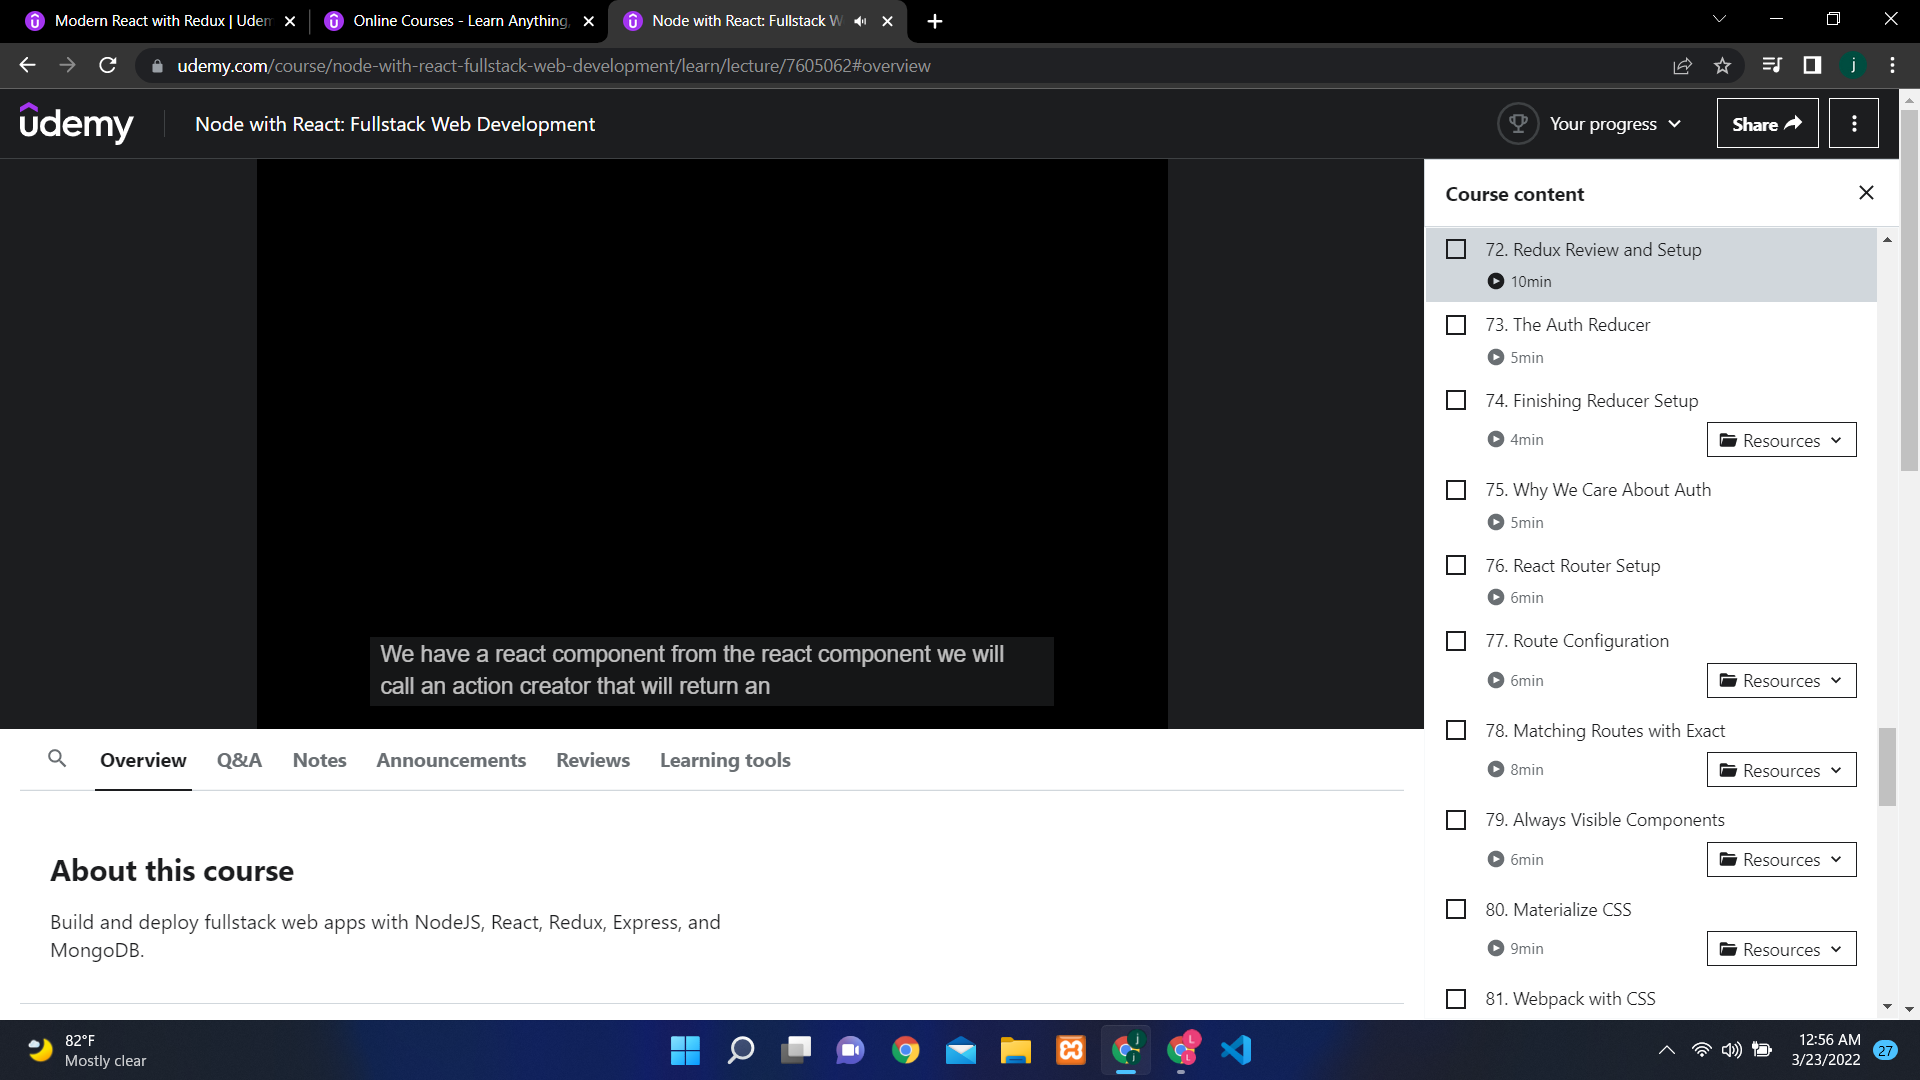 Modern React with Redux | Uden
Online Courses - Learn Anything,
Node with React: Fullstack W
udemy.com/course/node-with-react-fullstack-web-development/learn/lecture/7605062#overview
j
udemy
Node with React: Fullstack Web Development
Your progress
Share
We have a react component from the react component we will
call an action creator that will return an
Overview Q&A Notes Announcements Reviews Learning tools
About this course
Build and deploy fullstack web apps with NodeJS, React, Redux, Express, and
MongoDB.
Course content
72. Redux Review and Setup
10min
73. The Auth Reducer
5min
74. Finishing Reducer Setup
4min
Resources
75. Why We Care About Auth
5min
76. React Router Setup
6min
77. Route Configuration
6min
Resources
78. Matching Routes with Exact
8min
Resources
79. Always Visible Components
6min
Resources
80. Materialize CSS
9min
Resources
81. Webpack with CSS
82°F
Mostly clear
j
L
12:56 AM
3/23/2022
27